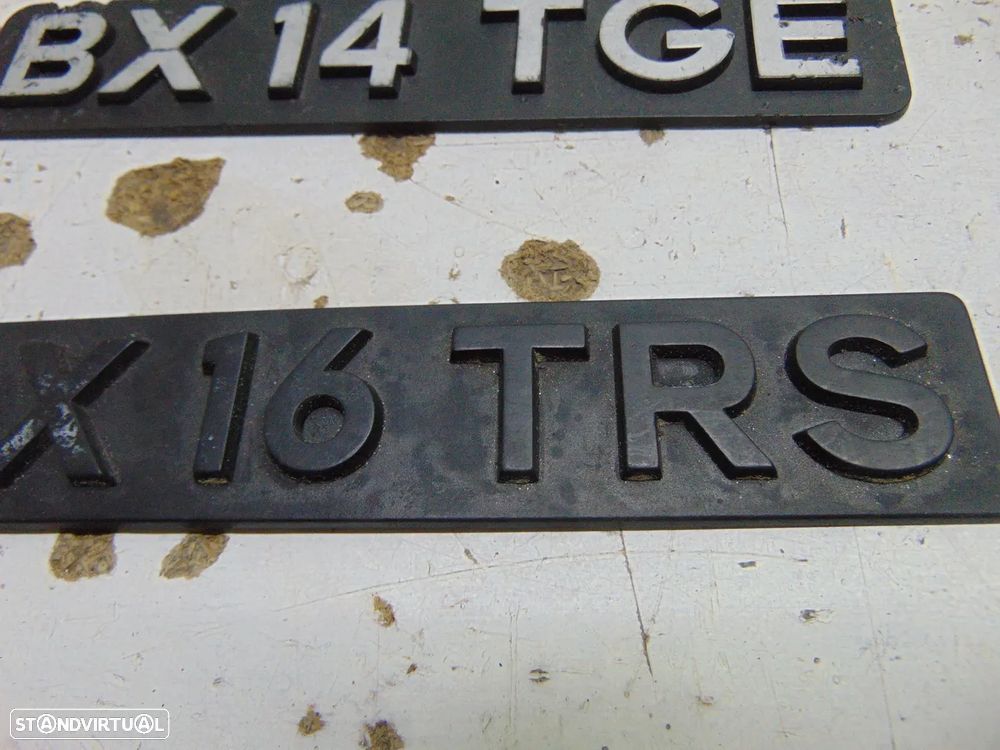 BX 14 TGE
X 16 TRS
STANDVIRTUAL